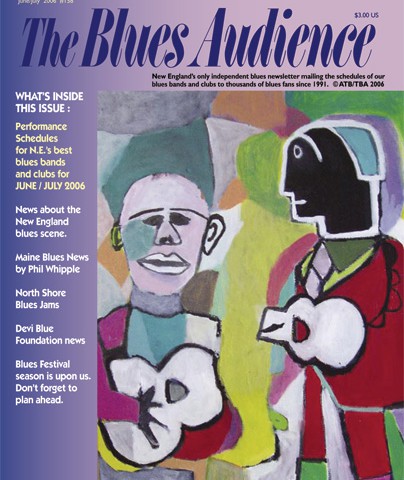 June/July 2006 #158
$3.00 US
The Blues Audience
New England's only independent blues newsletter mailing the schedules of our
blues bands and clubs to thousands of blues fans since 1991. ©ATB/TBA 2006
WHAT'S INSIDE
THIS ISSUE :
Performance
Schedules
for N.E.'s best
blues bands
and clubs for
JUNE / JULY 2006
News about the
New England
blues scene.
Maine Blues News
by Phil Whipple
North Shore
Blues Jams
Devi Blue
Foundation news
Blues Festival
season is upon us.
Don't forget to
plan ahead.